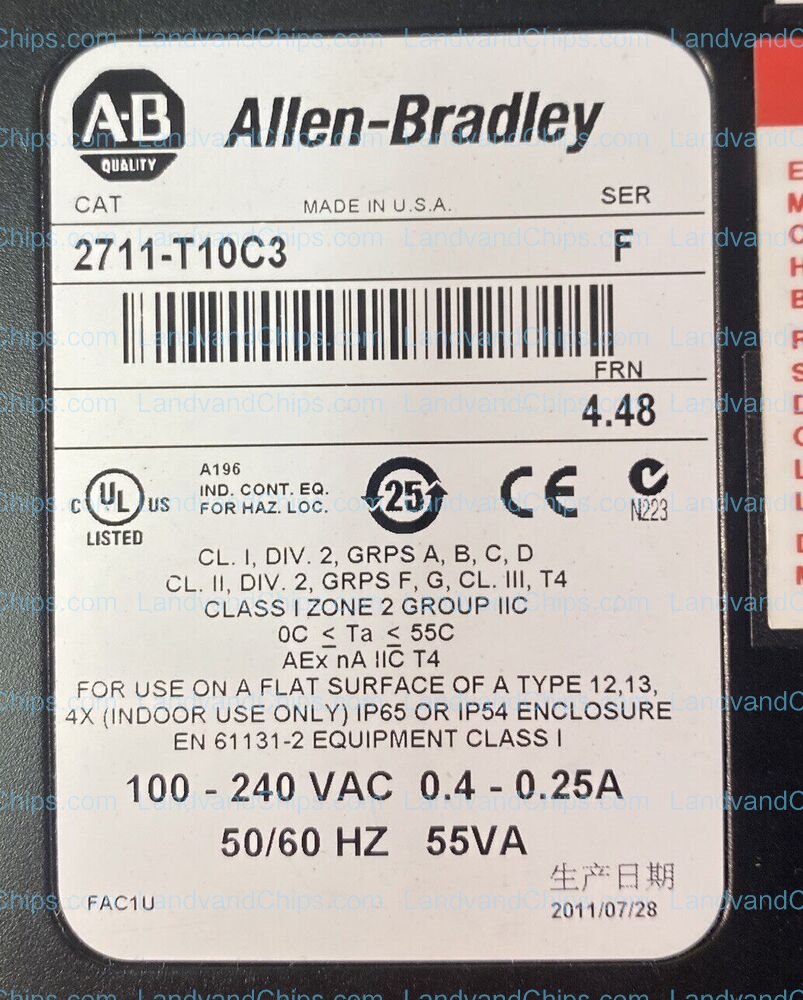 A-B
QUALITY
Allen-Bradley
CAT MADE IN U.S.A. SER
2711-T10C3 F
FRN
4.48
C UL US
LISTED
A196
IND. CONT. EQ.
FOR HAZ. LOC.
25
CE
N223
CL. I, DIV. 2, GRPS A, B, C, D
CL. II, DIV. 2, GRPS F, G, CL. III, T4
CLASS I ZONE 2 GROUP IIC
0C ≤ Ta ≤ 55C
AEx nA IIC T4
FOR USE ON A FLAT SURFACE OF A TYPE 12,13,
4X (INDOOR USE ONLY) IP65 OR IP54 ENCLOSURE
EN 61131-2 EQUIPMENT CLASS I
100 - 240 VAC 0.4 - 0.25A
50/60 HZ 55VA
生产日期
FAC1U 2011/07/28
LandvandChips.com